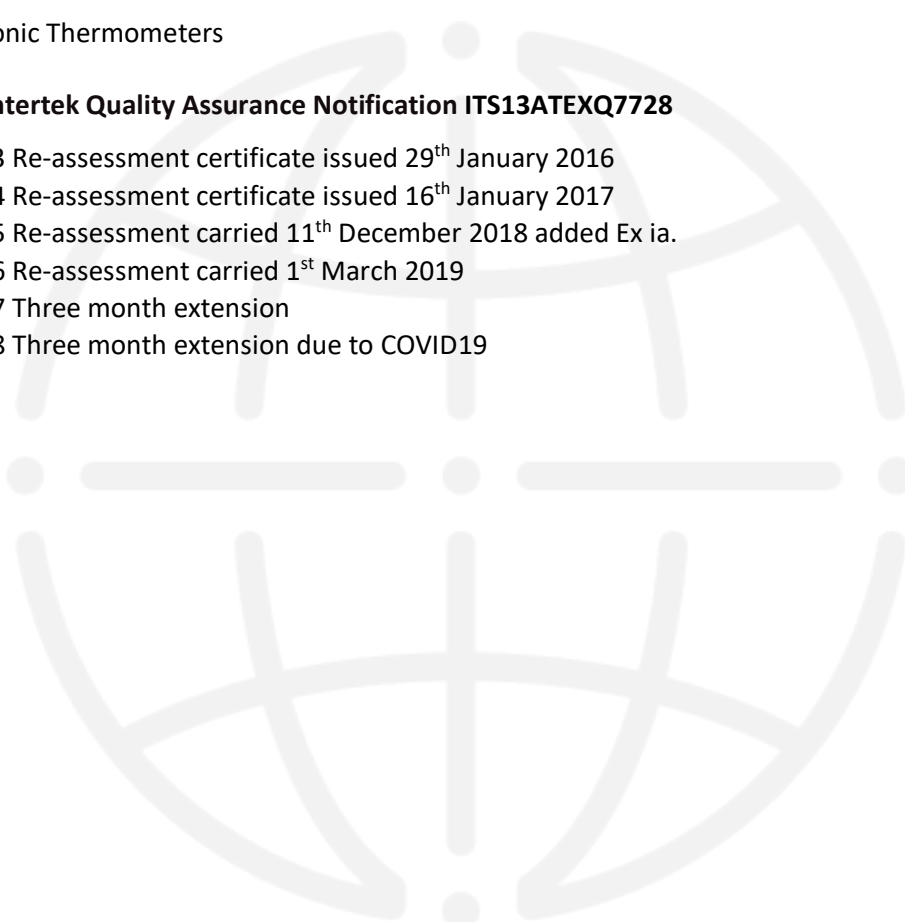 onic Thermometers
ntertek Quality Assurance Notification ITS13ATEXQ7728
3 Re-assessment certificate issued 29th January 2016
4 Re-assessment certificate issued 16th January 2017
5 Re-assessment carried 11th December 2018 added Ex ia.
6 Re-assessment carried 1st March 2019
7 Three month extension
8 Three month extension due to COVID19